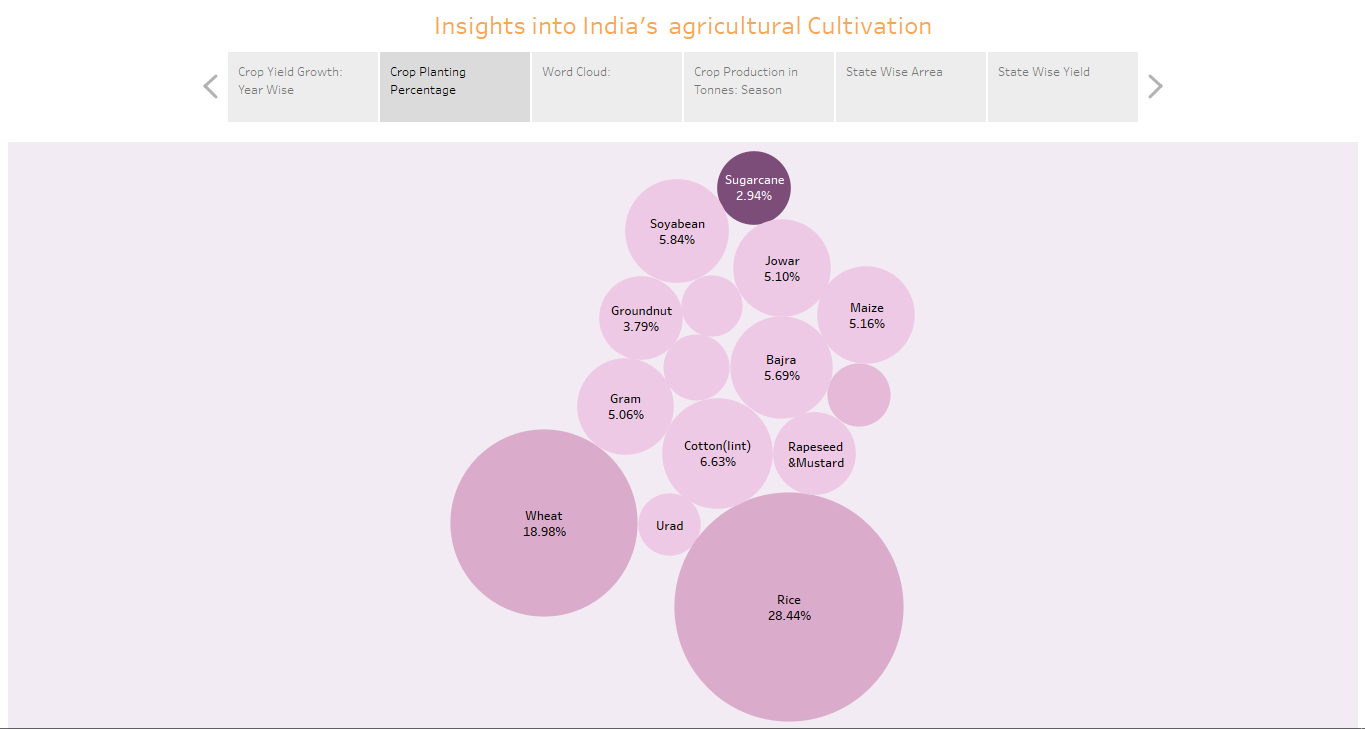 Insights into India's agricultural Cultivation
Crop Yield Growth:
Year Wise
Crop Planting
Percentage
Word Cloud:
Crop Production in
Tonnes: Season
State Wise Arrea
State Wise Yield
Sugarcane
2.94%
Soyabean
5.84%
Jowar
5.10%
Groundnut
3.79%
Maize
5.16%
Bajra
5.69%
Gram
5.06%
Cotton(lint)
6.63%
Rapeseed
&Mustard
Wheat
18.98%
Urad
Rice
28.44%